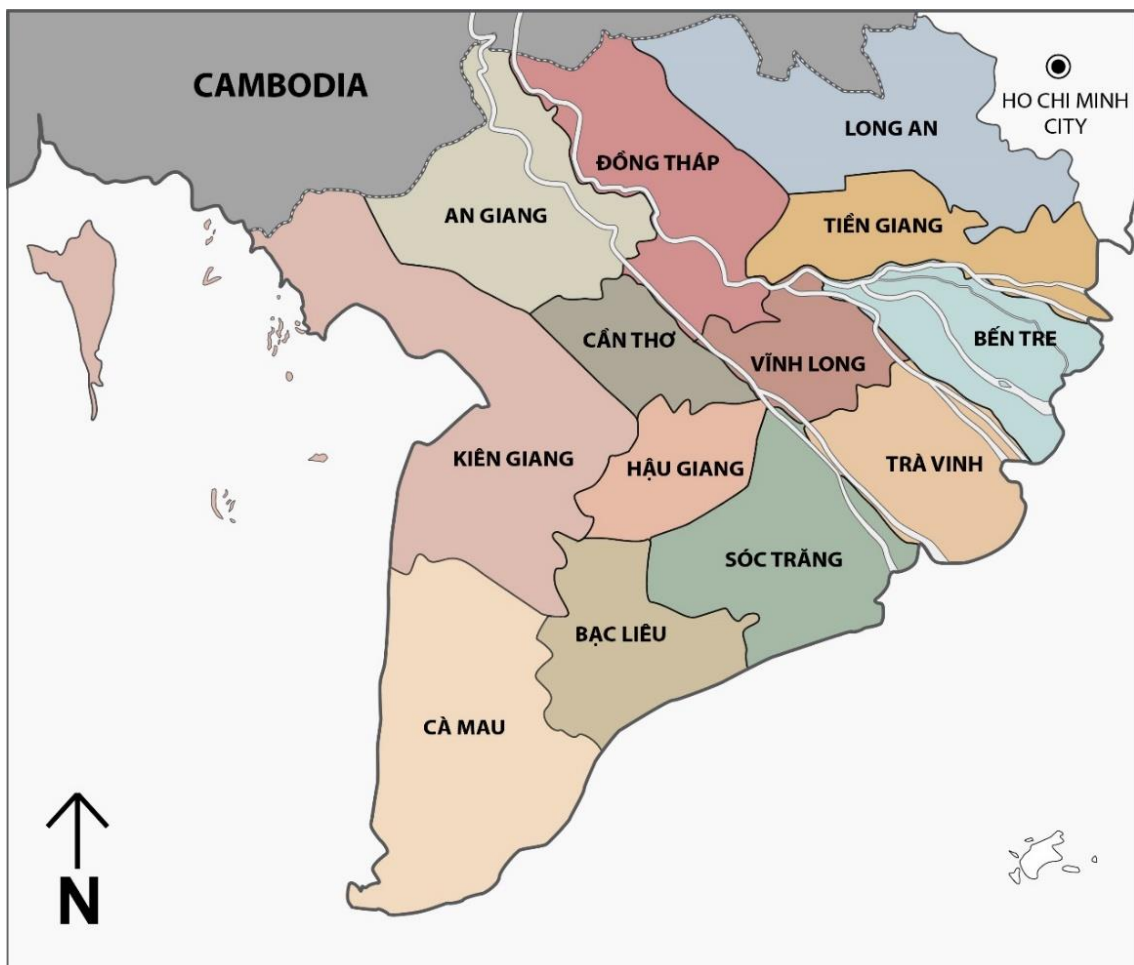 CAMBODIA
HO CHI MINH
CITY
LONG AN
ĐỒNG THÁP
AN GIANG
TIỀN GIANG
CẦN THƠ
BẾN TRE
VĨNH LONG
KIÊN GIANG
HẬU GIANG
TRÀ VINH
SÓC TRĂNG
BẠC LIÊU
CÀ MAU
N